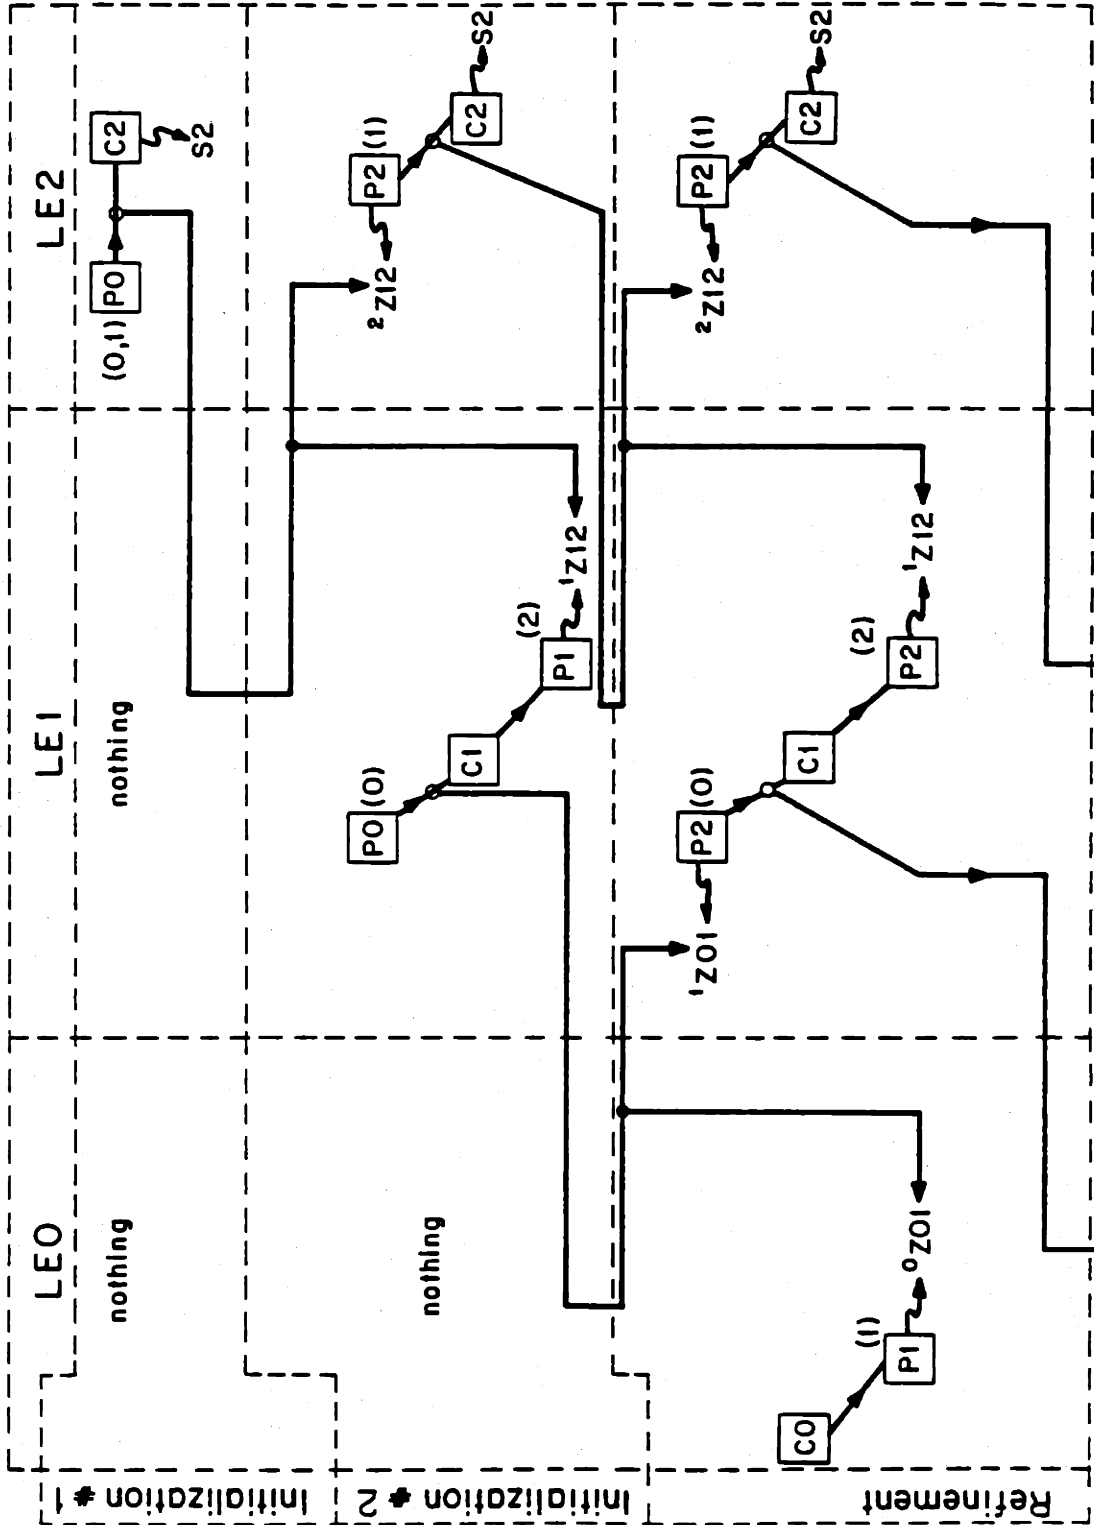 LE0
LE1
LE2
Initialization #1
nothing
nothing
(0,1)
P0
C2
S2
Initialization #2
nothing
P0
(0)
C1
P1
(2)
¹Z12
²Z12
P2
(1)
C2
S2
Refinement
C0
P1
(1)
⁰Z01
¹Z01
P2
(0)
C1
P2
(2)
¹Z12
²Z12
P2
(1)
C2
S2